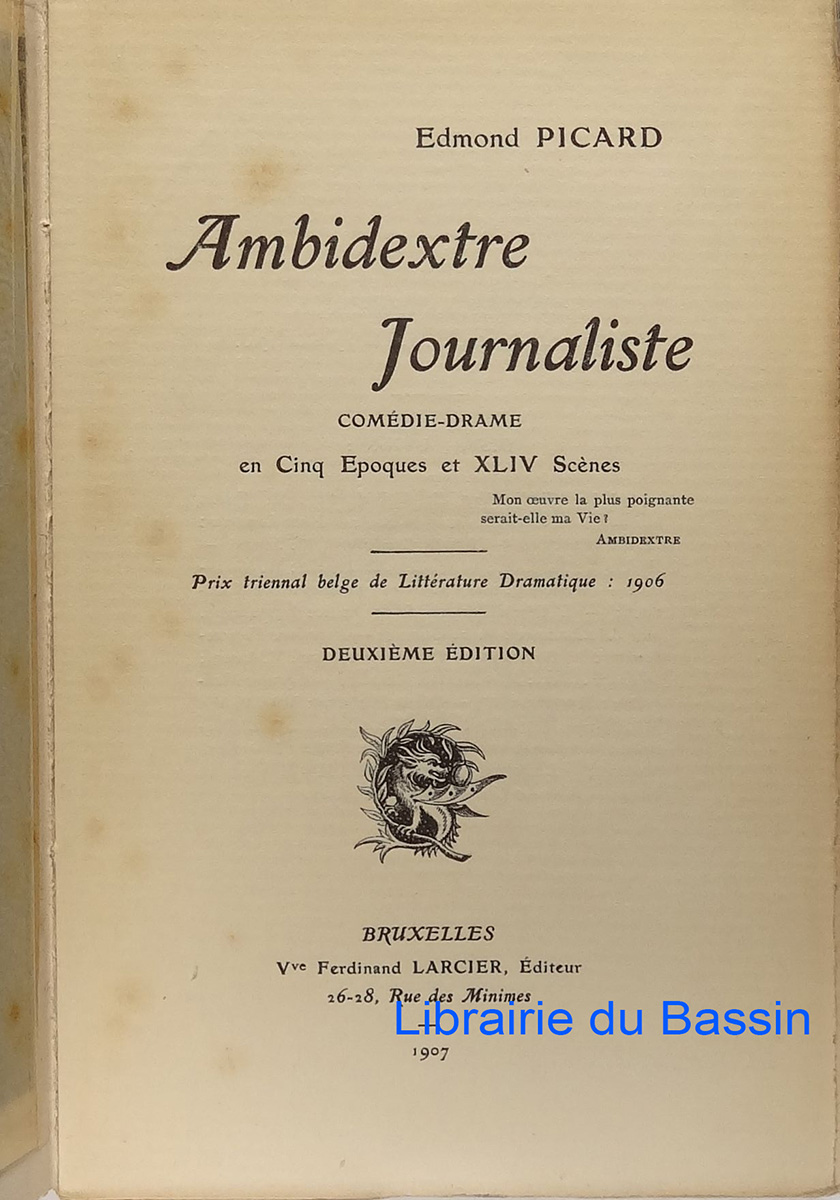 Edmond PICARD
Ambidextre
Journaliste
COMÉDIE-DRAME
en Cinq Epoques et XLIV Scènes
Mon œuvre la plus poignante
serait-elle ma Vie ?
AMBIDEXTRE
Prix triennal belge de Littérature Dramatique : 1906
DEUXIÈME ÉDITION
BRUXELLES
Vve Ferdinand LARCIER, Éditeur
26-28, Rue des Minimes
Librairie du Bassin
1907